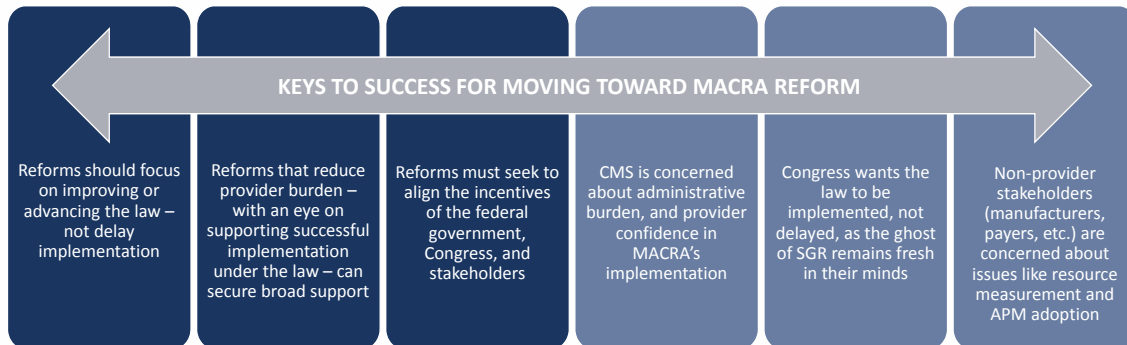 KEYS TO SUCCESS FOR MOVING TOWARD MACRA REFORM
Reforms should focus
on improving or
advancing the law –
not delay
implementation
Reforms that reduce
provider burden –
with an eye on
supporting successful
implementation
under the law – can
secure broad support
Reforms must seek to
align the incentives
of the federal
government,
Congress, and
stakeholders
CMS is concerned
about administrative
burden, and provider
confidence in
MACRA’s
implementation
Congress wants the
law to be
implemented, not
delayed, as the ghost
of SGR remains fresh
in their minds
Non-provider
stakeholders
(manufacturers,
payers, etc.) are
concerned about
issues like resource
measurement and
APM adoption